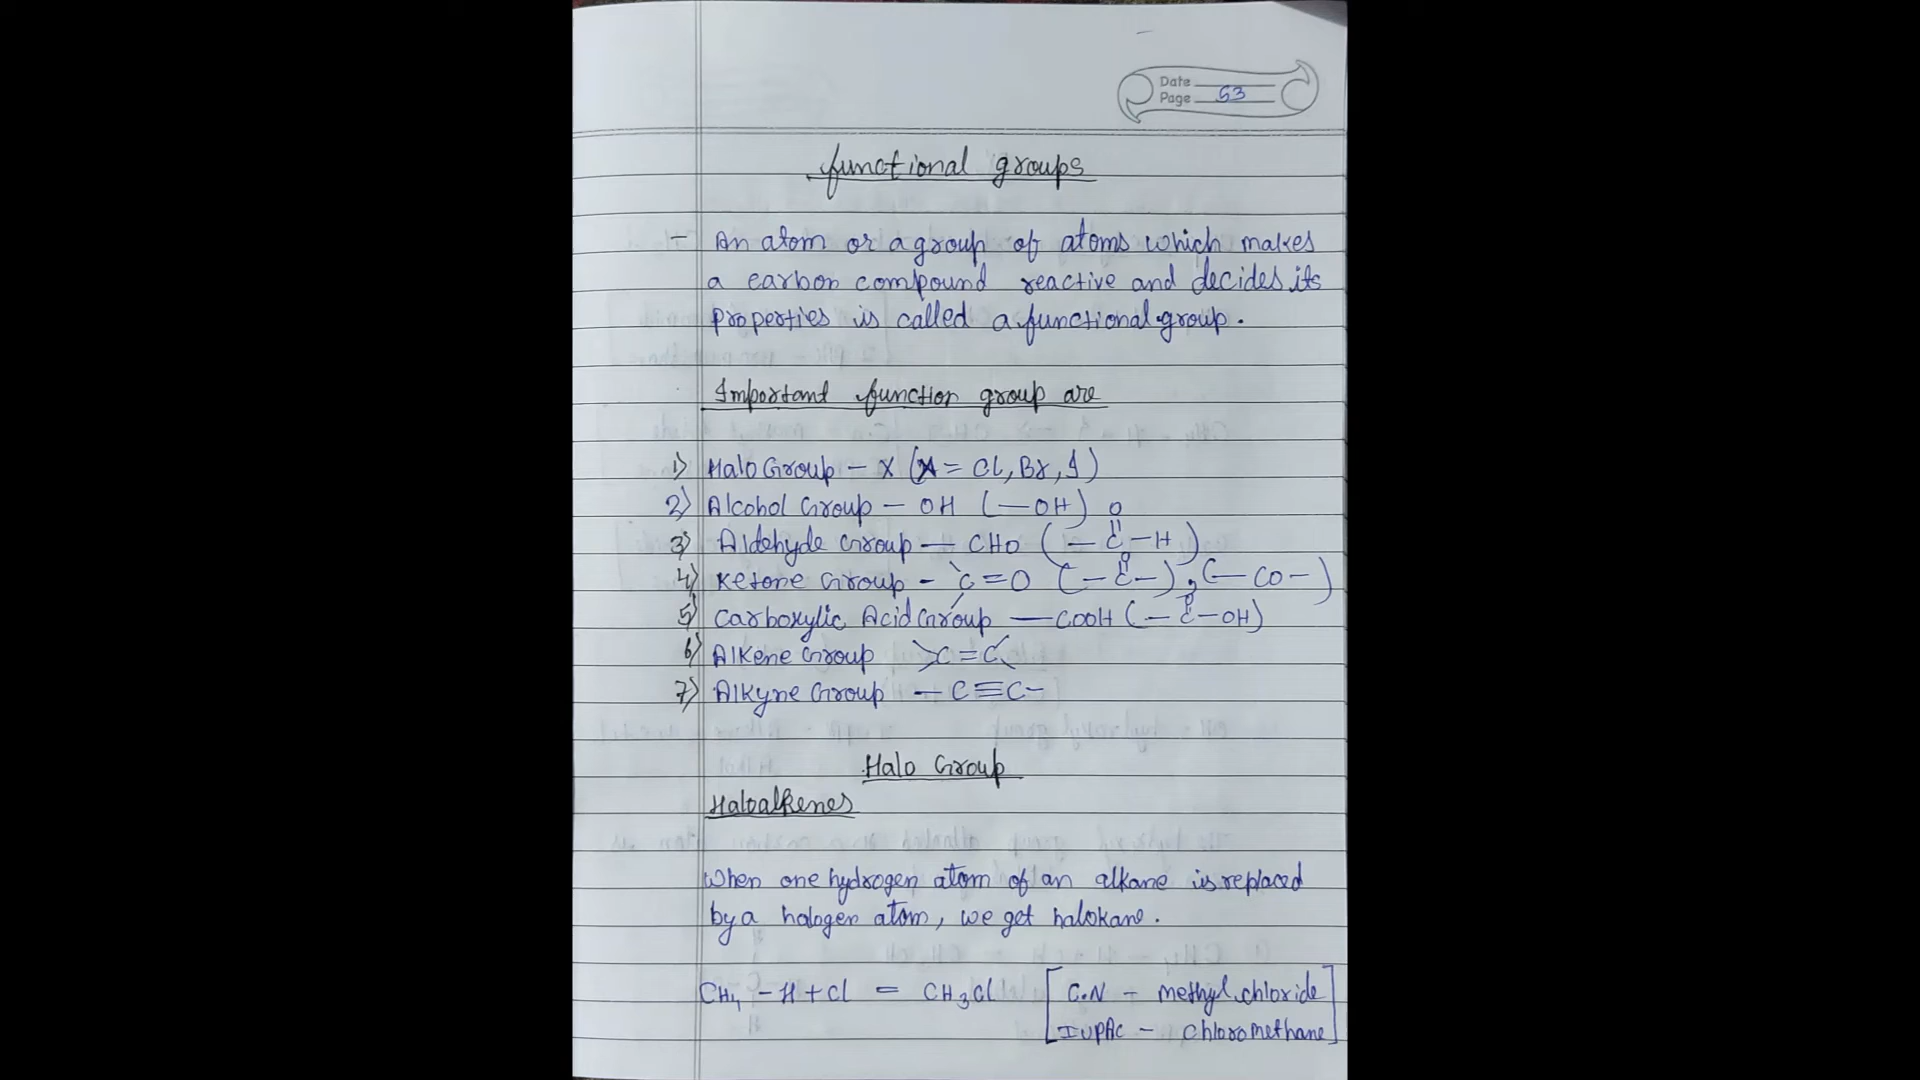 Date
Page 53
functional groups
- An atom or a group of atoms which makes
a carbon compound reactive and decides its
properties is called a functional group.
Important function group are
1) Halo Group - X (X = Cl, Br, I)
2) Alcohol Group - OH (-OH)
3) Aldehyde Group - CHO (-C(=O)-H)
4) Ketone Group - >C=O (-C(=O)-), (-CO-)
5) Carboxylic Acid Group -COOH (-C(=O)-OH)
6) Alkene Group >C=C<
7) Alkyne Group -C≡C-
Halo Group
Haloalkenes
When one hydrogen atom of an alkane is replaced
by a halogen atom, we get halokane.
CH4 - H + Cl = CH3Cl [C.N - methyl chloride
IUPAC - chloromethane]